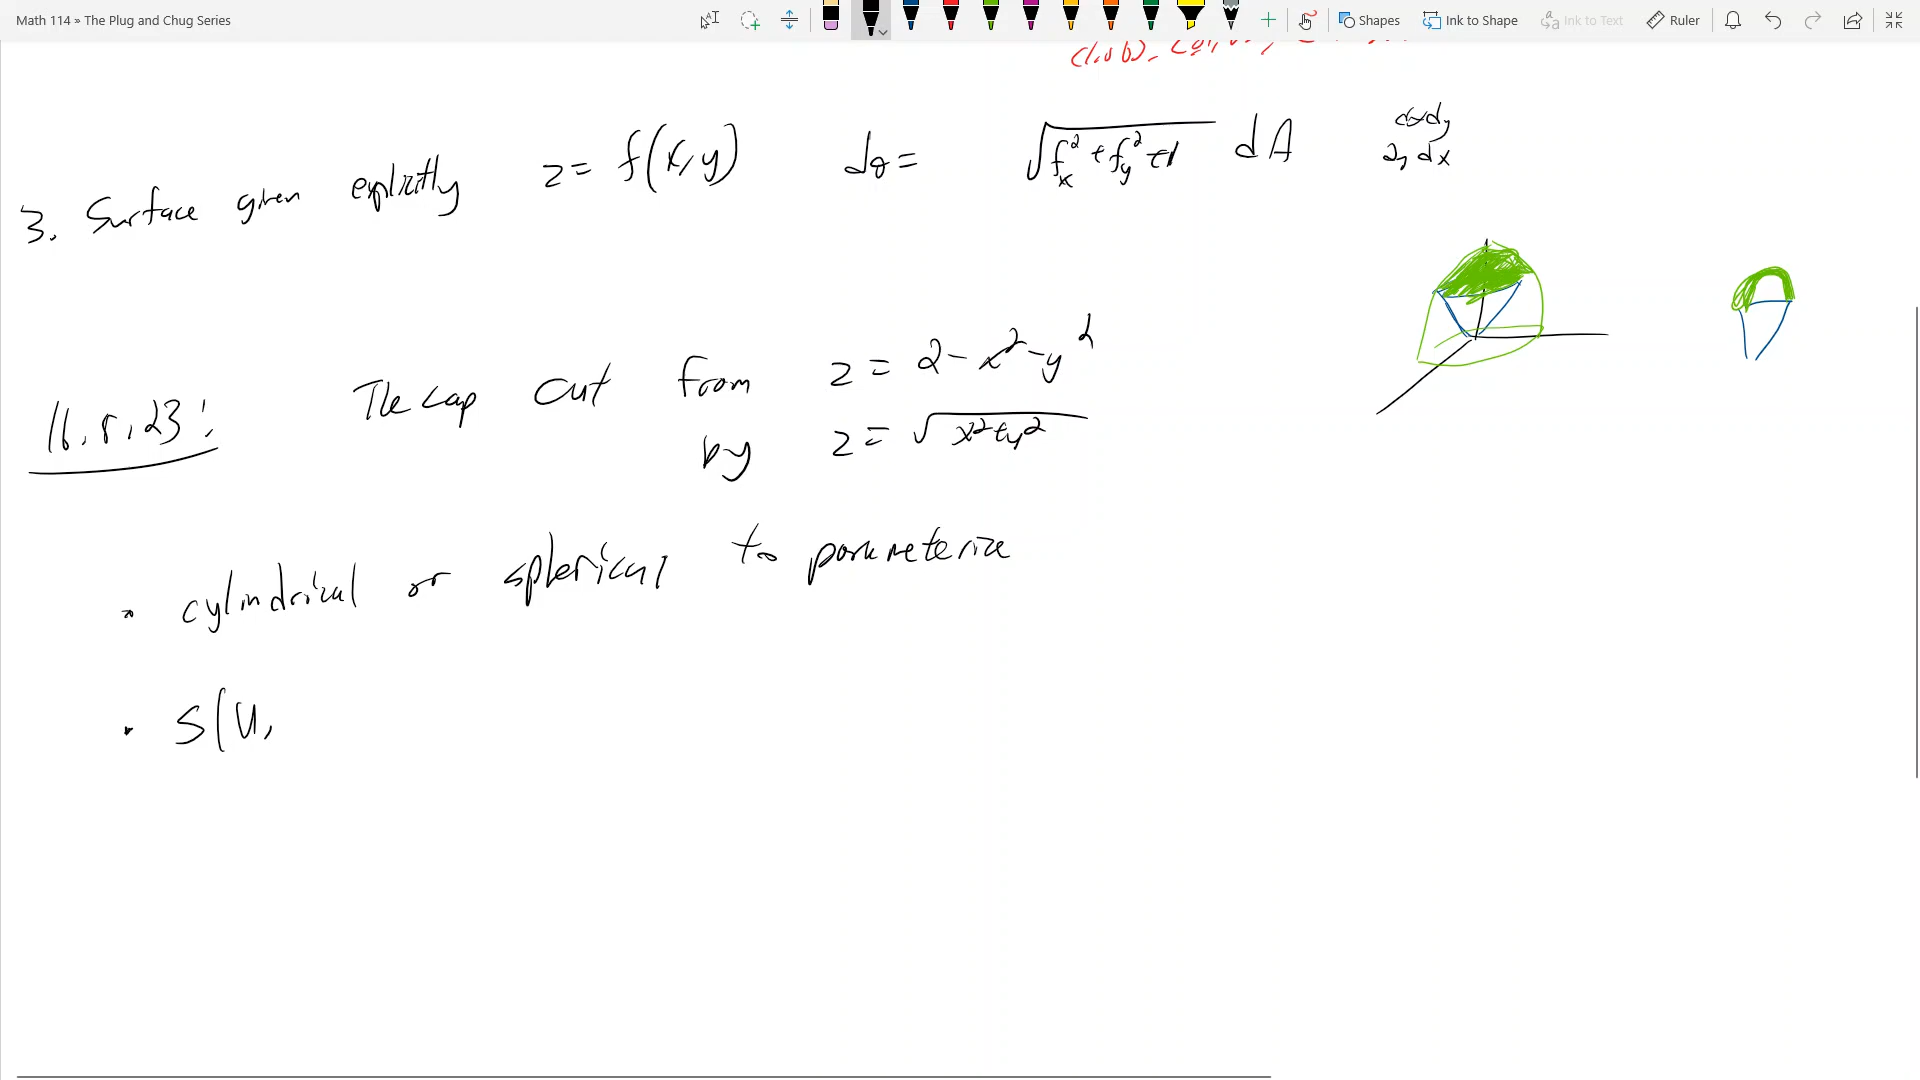 Math 114 » The Plug and Chug Series
Shapes Ink to Shape Ink to Text Ruler
3. Surface given explicitly z = f(x, y) dσ = √(f_x² + f_y² + 1) dA dxdy
dy dx
16.5.23: The cap cut from z = 2 - x² - y²
by z = √(x² + y²)
• cylindrical or spherical to parameterize
• S(u,